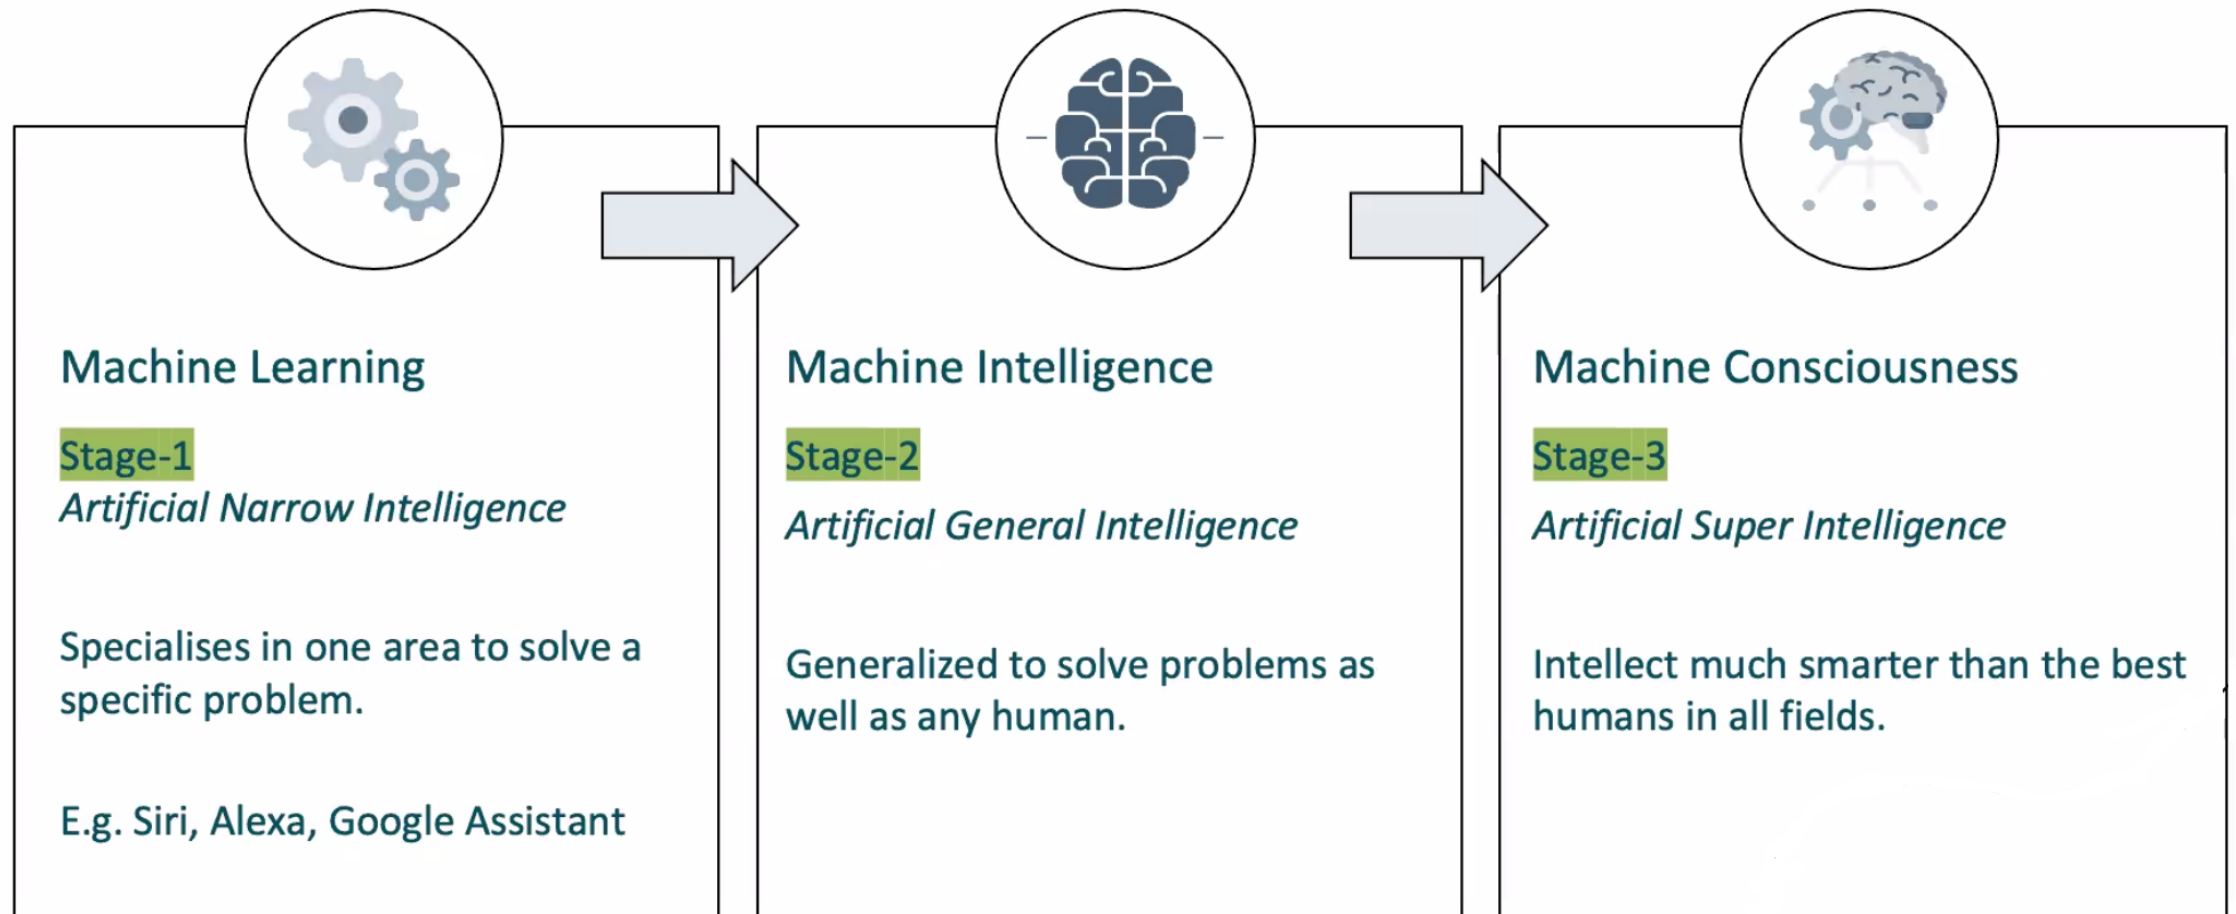 Machine Learning
Stage-1
Artificial Narrow Intelligence
Specialises in one area to solve a
specific problem.
E.g. Siri, Alexa, Google Assistant
Machine Intelligence
Stage-2
Artificial General Intelligence
Generalized to solve problems as
well as any human.
Machine Consciousness
Stage-3
Artificial Super Intelligence
Intellect much smarter than the best
humans in all fields.